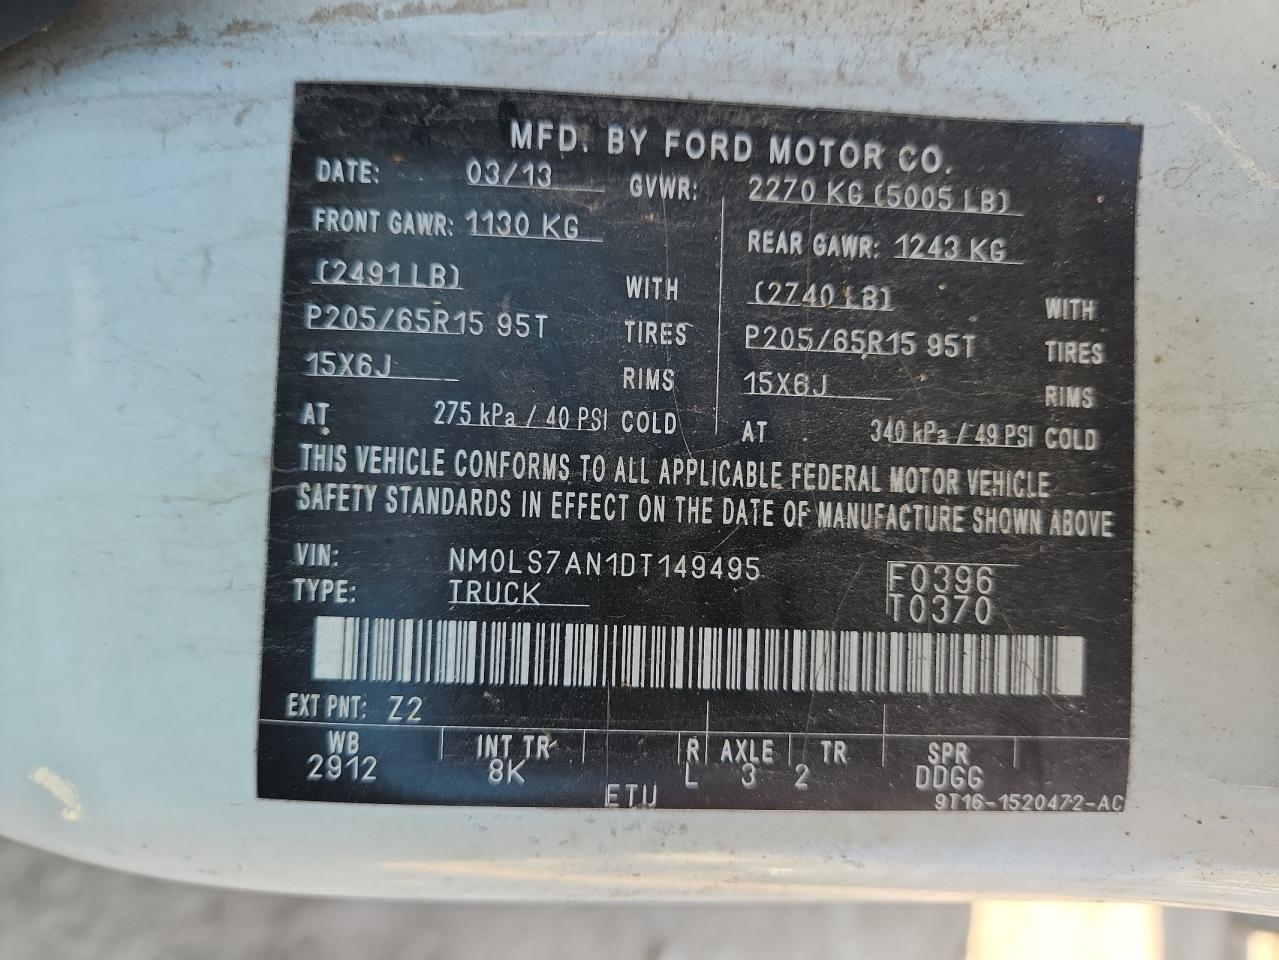 MFD. BY FORD MOTOR CO.
DATE: 03/13 GVWR: 2270 KG (5005 LB)
FRONT GAWR: 1130 KG REAR GAWR: 1243 KG
(2491 LB) WITH (2740 LB) WITH
P205/65R15 95T TIRES P205/65R15 95T TIRES
15X6J RIMS 15X6J RIMS
AT 275 kPa / 40 PSI COLD AT 340 kPa / 49 PSI COLD
THIS VEHICLE CONFORMS TO ALL APPLICABLE FEDERAL MOTOR VEHICLE
SAFETY STANDARDS IN EFFECT ON THE DATE OF MANUFACTURE SHOWN ABOVE
VIN: NM0LS7AN1DT149495 F0396
TYPE: TRUCK T0370
EXT PNT: Z2
WB INT TR R AXLE TR SPR
2912 8K L 3 2 DDGG
ETU 9T16-1520472-AC